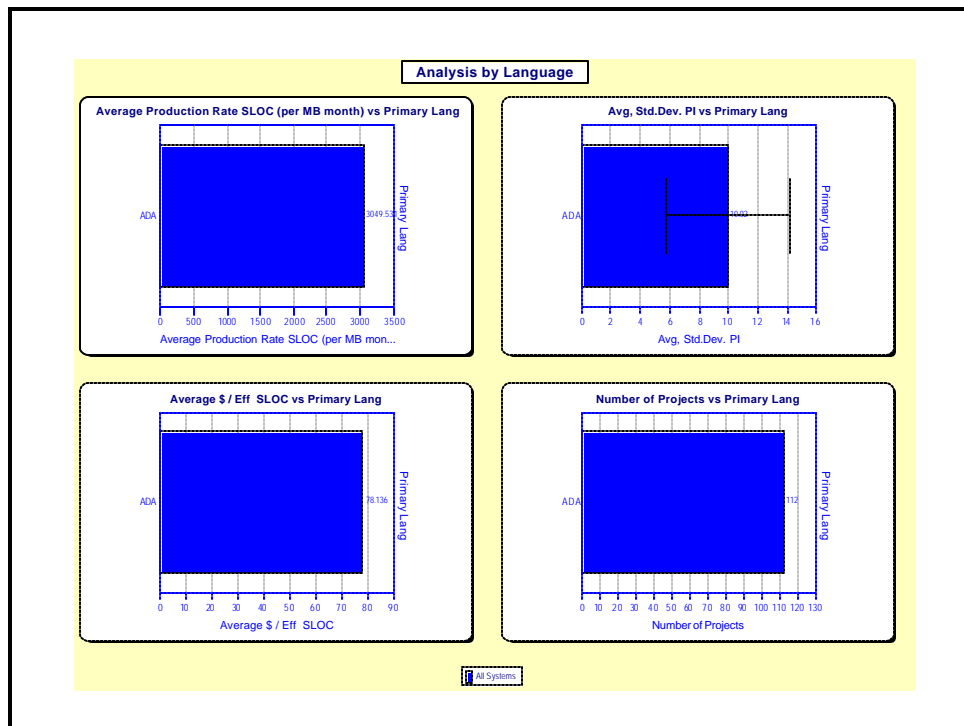 Analysis by Language
Average Production Rate SLOC (per MB month) vs Primary Lang
ADA
3049.53
Primary Lang
0 500 1000 1500 2000 2500 3000 3500
Average Production Rate SLOC (per MB mon...
Avg, Std.Dev. PI vs Primary Lang
ADA
Primary Lang
0 2 4 6 8 10 12 14 16
Avg, Std.Dev. PI
Average $ / Eff SLOC vs Primary Lang
ADA
78.136
Primary Lang
0 10 20 30 40 50 60 70 80 90
Average $ / Eff SLOC
Number of Projects vs Primary Lang
ADA
112
Primary Lang
0 10 20 30 40 50 60 70 80 90 100 110 120 130
Number of Projects
All Systems